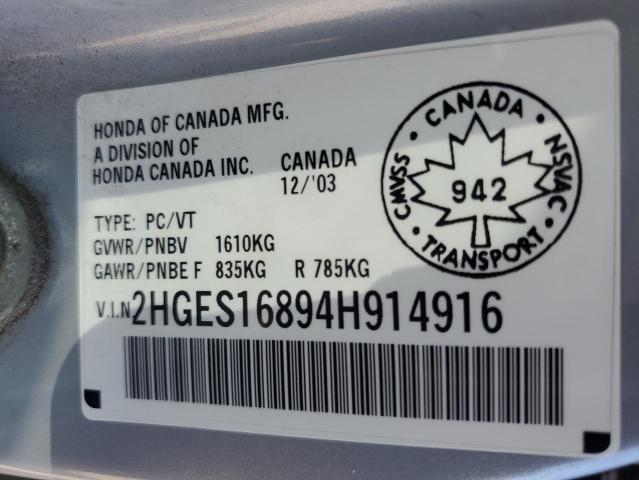 HONDA OF CANADA MFG.
A DIVISION OF
HONDA CANADA INC. CANADA
12/'03
TYPE: PC/VT
GVWR/PNBV 1610KG
GAWR/PNBE F 835KG R 785KG
V.I.N 2HGES16894H914916
CANADA
CMVSS
942
NSVAC
TRANSPORT